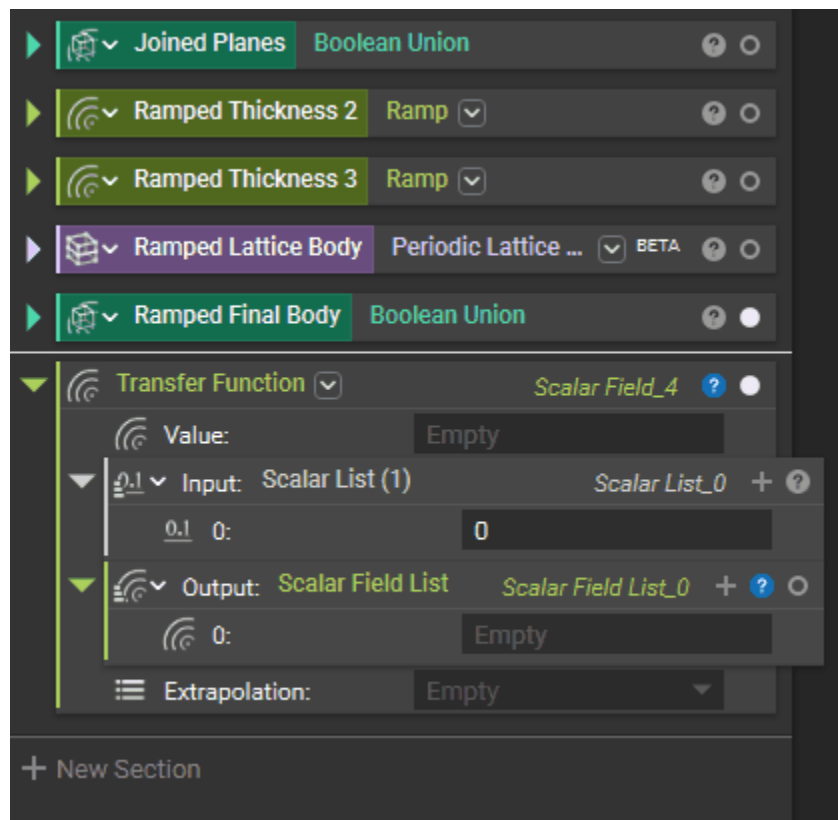 Joined Planes Boolean Union ?
Ramped Thickness 2 Ramp ?
Ramped Thickness 3 Ramp ?
Ramped Lattice Body Periodic Lattice ... BETA ?
Ramped Final Body Boolean Union ?
Transfer Function Scalar Field_4 ?
Value: Empty
0.1 Input: Scalar List (1) Scalar List_0 + ?
0.1 0: 0
Output: Scalar Field List Scalar Field List_0 + ?
0: Empty
Extrapolation: Empty
+ New Section